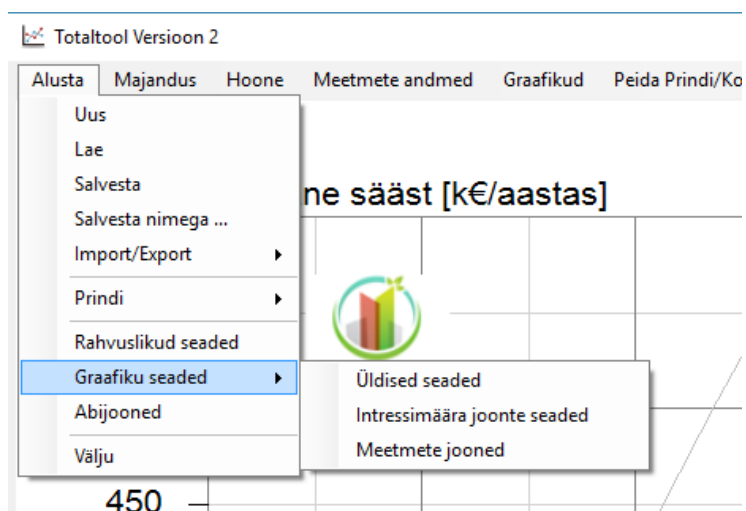 Totaltool Versioon 2
Alusta Majandus Hoone Meetmete andmed Graafikud Peida Prindi/Ko
Uus
Lae
Salvesta
ne sääst [k€/aastas]
Salvesta nimega ...
Import/Export
Prindi
Rahvuslikud seaded
Graafiku seaded
Üldised seaded
Abijooned
Intressimäära joonte seaded
Meetmete jooned
Välju
450